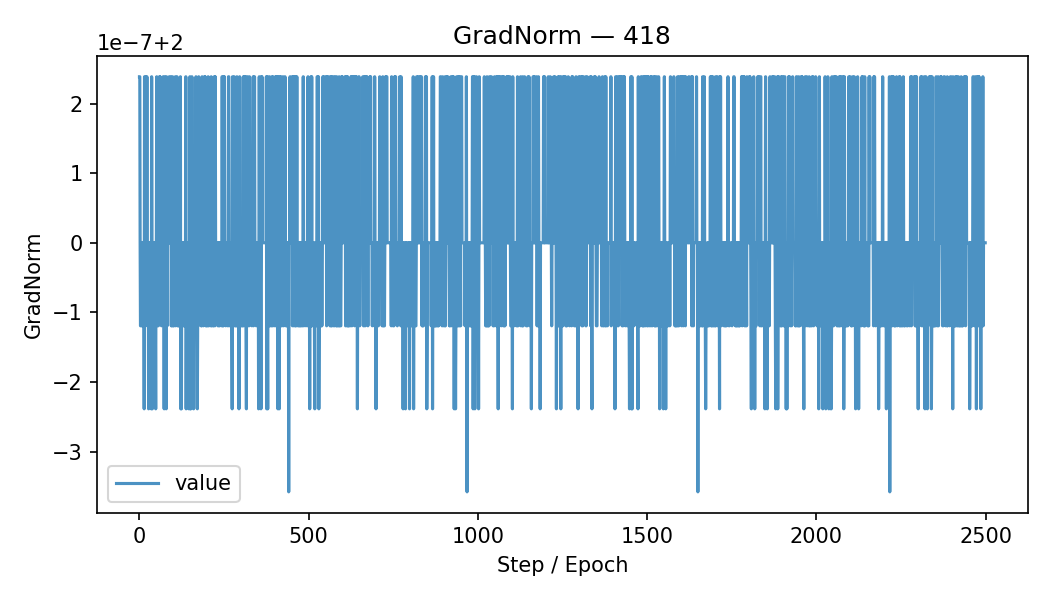 GradNorm — 418
1e−7+2
2
1
0
−1
−2
−3
GradNorm
value
0 500 1000 1500 2000 2500
Step / Epoch